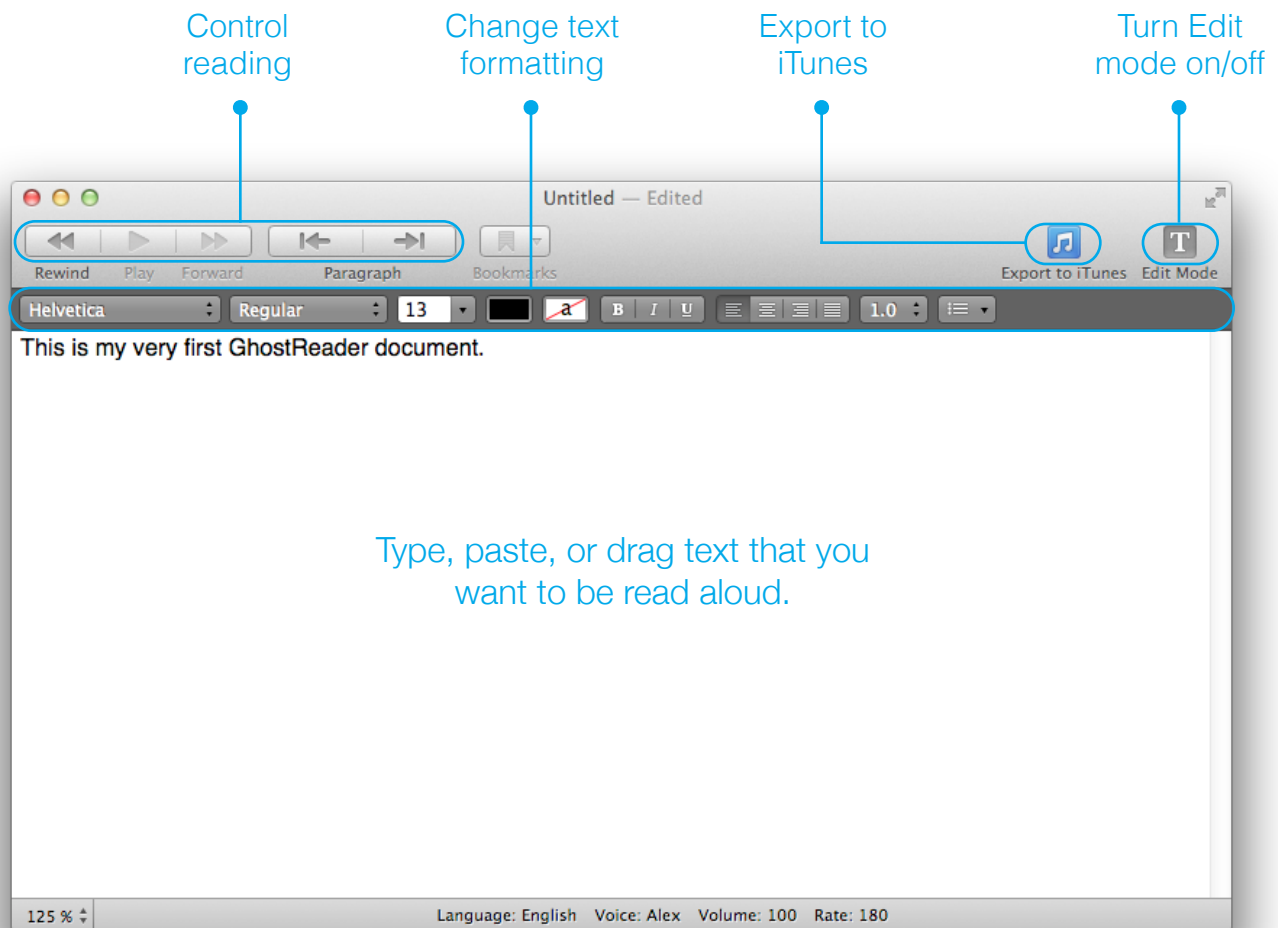 Control Change text Export to Turn Edit
reading formatting iTunes mode on/off
Untitled — Edited
Rewind Play Forward Paragraph Bookmarks Export to iTunes Edit Mode
Helvetica Regular 13 a B I U 1.0
This is my very first GhostReader document.
Type, paste, or drag text that you
want to be read aloud.
125 % Language: English Voice: Alex Volume: 100 Rate: 180